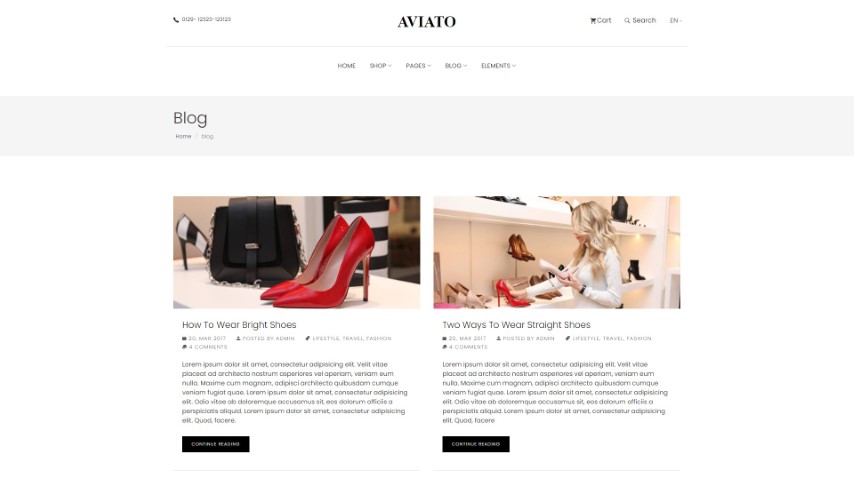 0129- 12323-123123
AVIATO
Cart
Search
EN
HOME
SHOP
PAGES
BLOG
ELEMENTS
Blog
Home / blog
How To Wear Bright Shoes
20, MAR 2017 POSTED BY ADMIN LIFESTYLE, TRAVEL, FASHION
4 COMMENTS
Lorem ipsum dolor sit amet, consectetur adipisicing elit. Velit vitae
placeat ad architecto nostrum asperiores vel aperiam, veniam eum
nulla. Maxime cum magnam, adipisci architecto quibusdam cumque
veniam fugiat quae. Lorem ipsum dolor sit amet, consectetur adipisicing
elit. Odio vitae ab doloremque accusamus sit, eos dolorum officiis a
perspiciatis aliquid. Lorem ipsum dolor sit amet, consectetur adipisicing
elit. Quod, facere.
CONTINUE READING
Two Ways To Wear Straight Shoes
20, MAR 2017 POSTED BY ADMIN LIFESTYLE, TRAVEL, FASHION
4 COMMENTS
Lorem ipsum dolor sit amet, consectetur adipisicing elit. Velit vitae
placeat ad architecto nostrum asperiores vel aperiam, veniam eum
nulla. Maxime cum magnam, adipisci architecto quibusdam cumque
veniam fugiat quae. Lorem ipsum dolor sit amet, consectetur adipisicing
elit. Odio vitae ab doloremque accusamus sit, eos dolorum officiis a
perspiciatis aliquid. Lorem ipsum dolor sit amet, consectetur adipisicing
elit. Quod, facere
CONTINUE READING